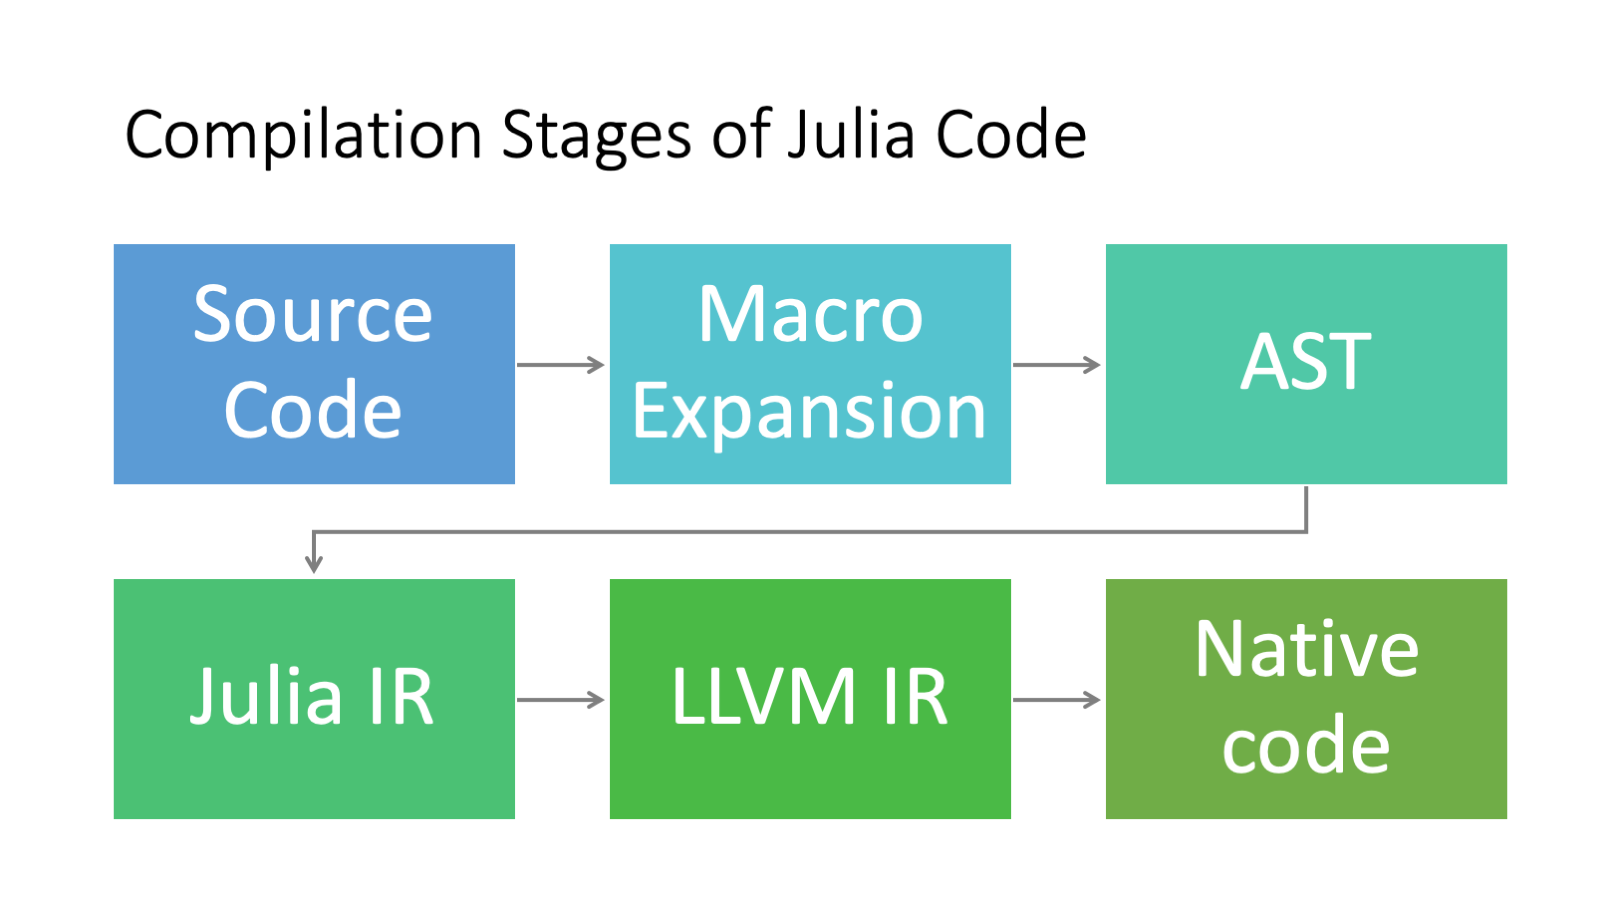 Compilation Stages of Julia Code
Source
Code
Macro
Expansion
AST
Julia IR
LLVM IR
Native
code